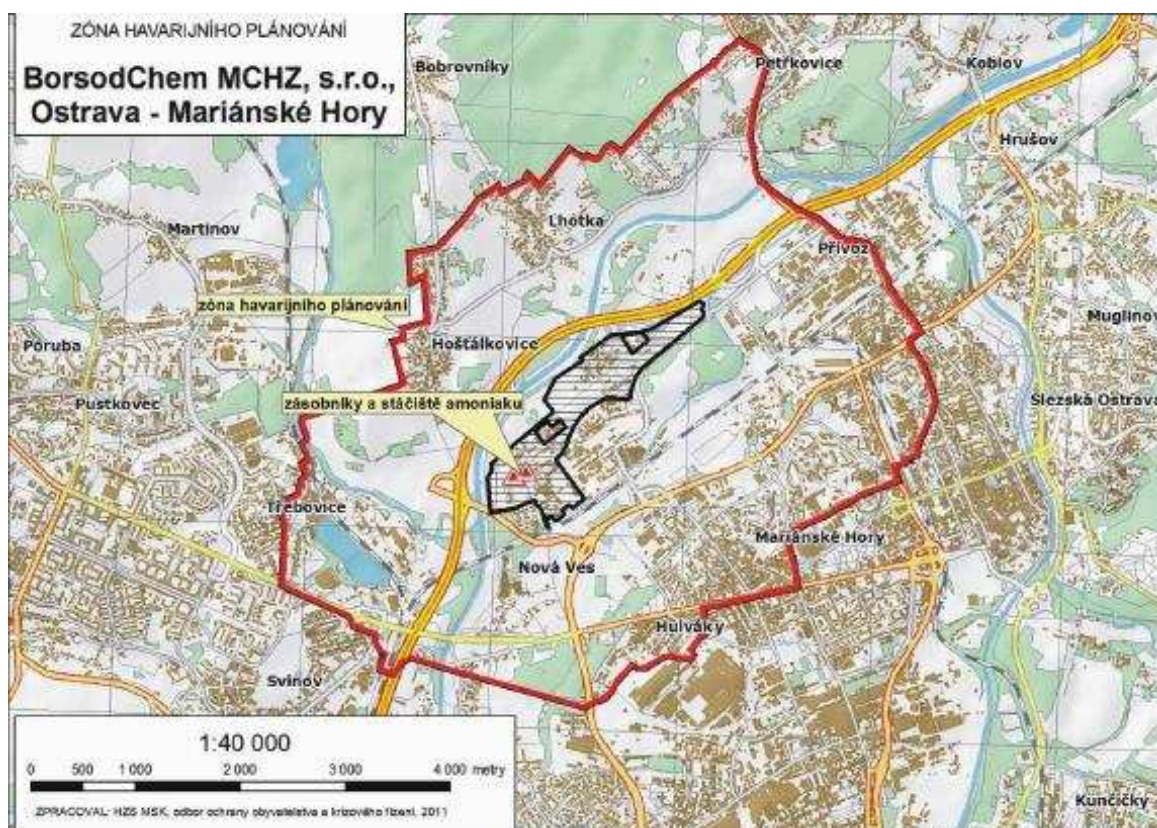 ZÓNA HAVARIJNÍHO PLÁNOVÁNÍ
BorsodChem MCHZ, s.r.o.,
Ostrava - Mariánské Hory
Bobrovníky
Petřkovice
Koblov
Hrušov
Martinov
Lhotka
Přívoz
zóna havarijního plánování
Muglinov
Poruba
Hošťálkovice
Pustkovec
zásobníky a stáčiště amoniaku
Slezská Ostrava
Třebovice
Mariánské Hory
Nová Ves
Hulváky
Svinov
1:40 000
0 500 1 000 2 000 3 000 4 000 metry
Kunčičky
ZPRACOVAL: HZS MSK, odbor ochrany obyvatelstva a krizového řízení, 2011